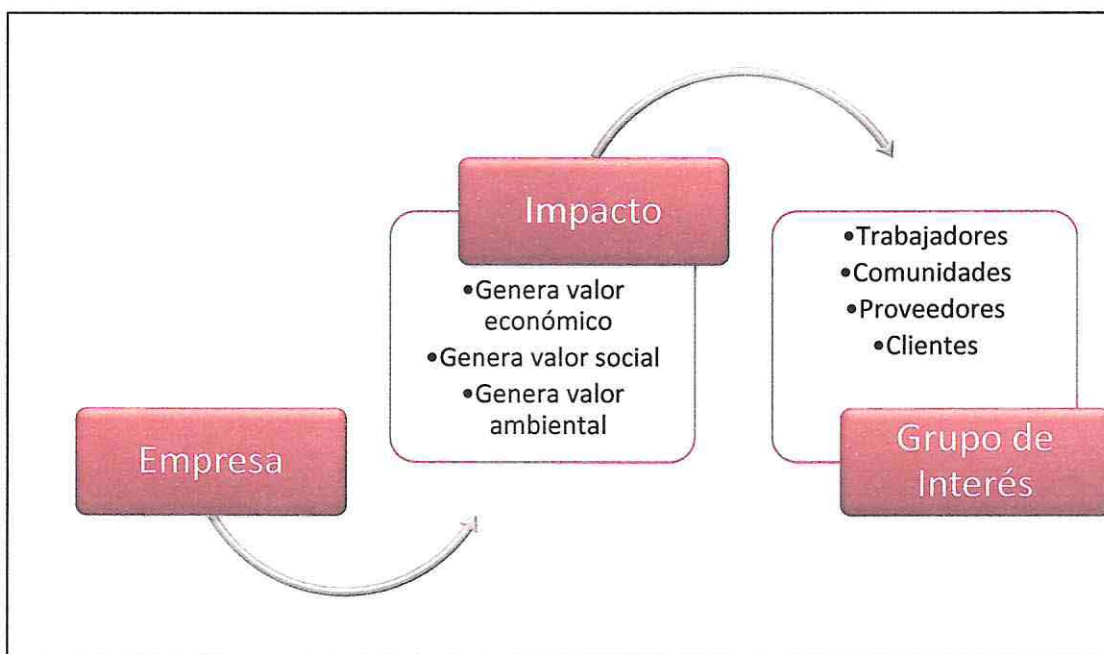 Empresa
Impacto
•Genera valor
económico
•Genera valor social
•Genera valor
ambiental
•Trabajadores
•Comunidades
•Proveedores
•Clientes
Grupo de
Interés